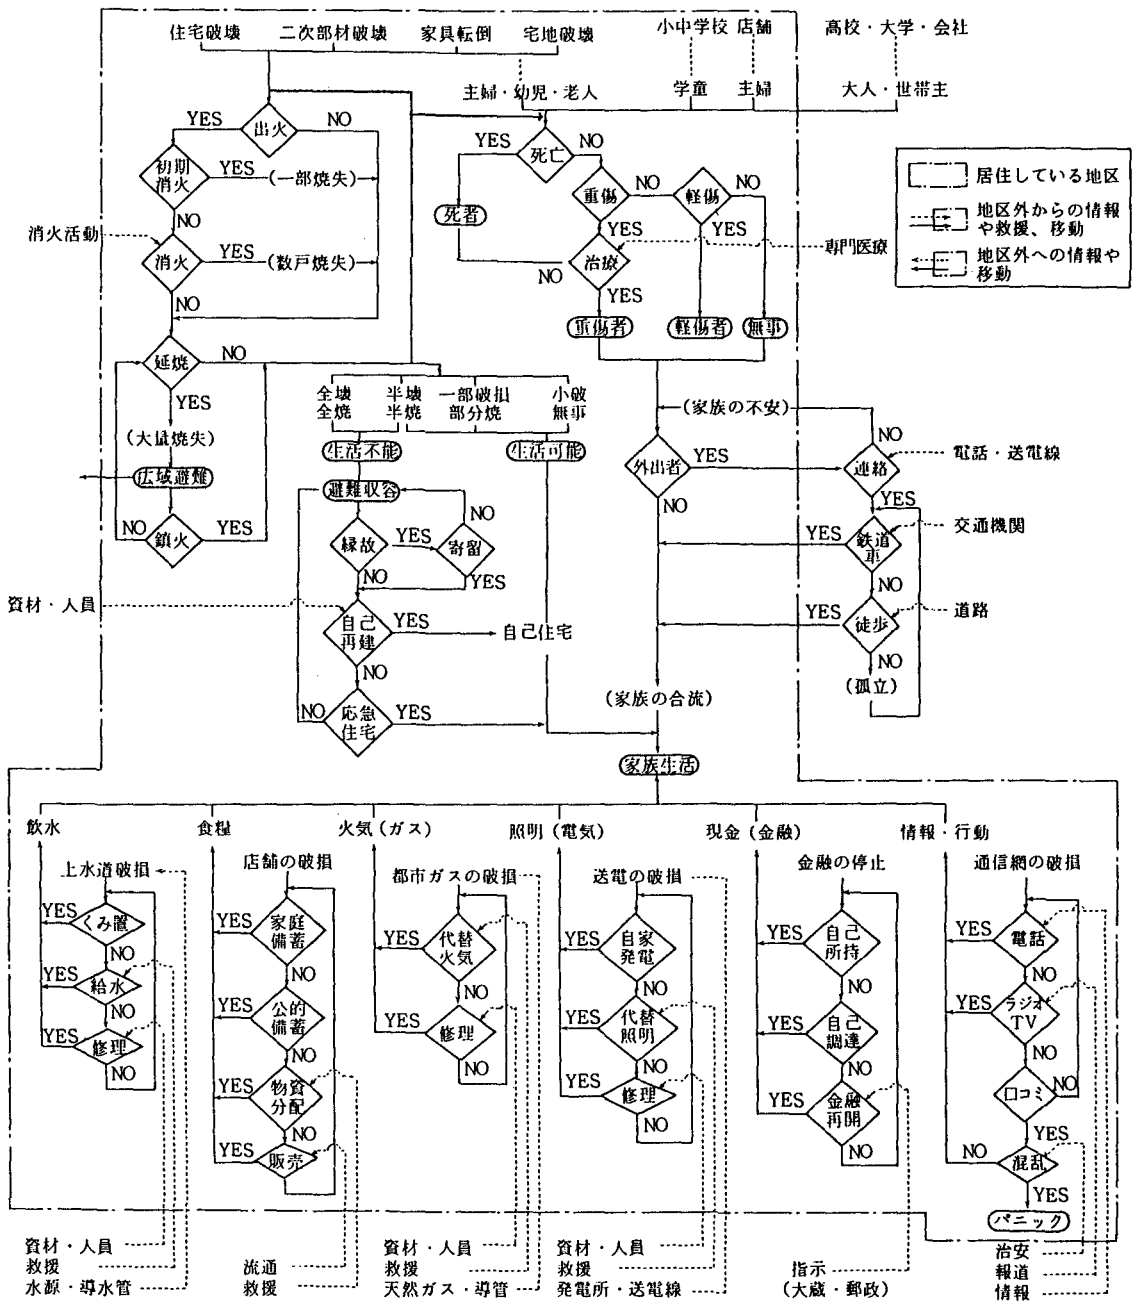 住宅破壊 二次部材破壊 家具転倒 宅地破壊
小中学校 店舗
高校・大学・会社
主婦・幼児・老人
学童 主婦
大人・世帯主
出火
YES NO
初期
消火
YES (一部焼失)
NO
消火活動
消火
YES (数戸焼失)
NO
延焼
NO
YES
(大量焼失)
広域避難
鎮火
NO YES
死亡
YES NO
死者
重傷
NO
軽傷
NO
YES YES
治療
NO
YES
専門医療
重傷者 軽傷者 無事
居住している地区
地区外からの情報
や救援、移動
地区外への情報や
移動
全壊 半壊 一部破損 小破
全焼 半焼 部分焼 無事
生活不能 生活可能
避難収容
縁故
YES
寄留
NO
NO YES
資材・人員
自己
再建
YES
自己住宅
NO
応急
住宅
NO YES
(家族の不安)
外出者
YES
NO
連絡
NO
YES
電話・送電線
鉄道
車
YES
NO
交通機関
徒歩
YES
NO
道路
(孤立)
(家族の合流)
家族生活
飲水 食糧 火気(ガス) 照明(電気) 現金(金融) 情報・行動
上水道破損
くみ置
YES
NO
給水
YES
NO
修理
YES
NO
資材・人員
救援
水源・導水管
店舗の破損
家庭
備蓄
YES
NO
公的
備蓄
YES
NO
物資
分配
YES
NO
販売
YES
NO
流通
救援
都市ガスの破損
代替
火気
YES
NO
修理
YES
NO
資材・人員
救援
天然ガス・導管
送電の破損
自家
発電
YES
NO
代替
照明
YES
NO
修理
YES
NO
資材・人員
救援
発電所・送電線
金融の停止
自己
所持
YES
NO
自己
調達
YES
NO
金融
再開
YES
NO
指示
(大蔵・郵政)
通信網の破損
電話
YES
NO
ラジオ
TV
YES
NO
口コミ
NO
YES
混乱
NO
YES
パニック
治安
報道
情報